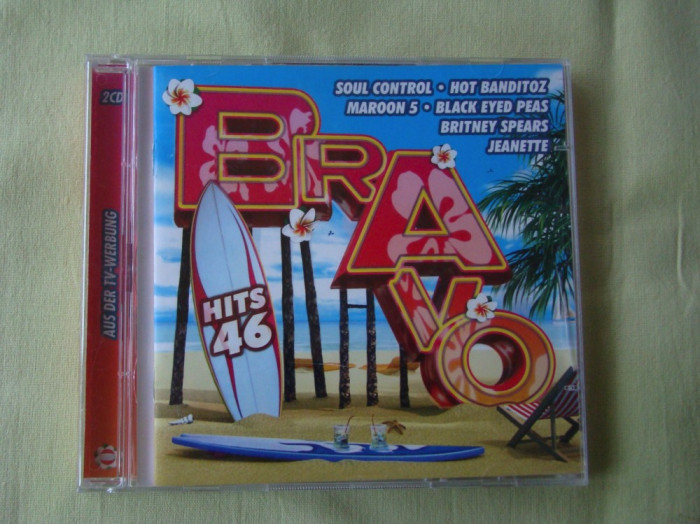 2CD
AUS DER TV-WERBUNG
SOUL CONTROL • HOT BANDITOZ
MAROON 5 • BLACK EYED PEAS
BRITNEY SPEARS
JEANETTE
BRAVO
HITS
46